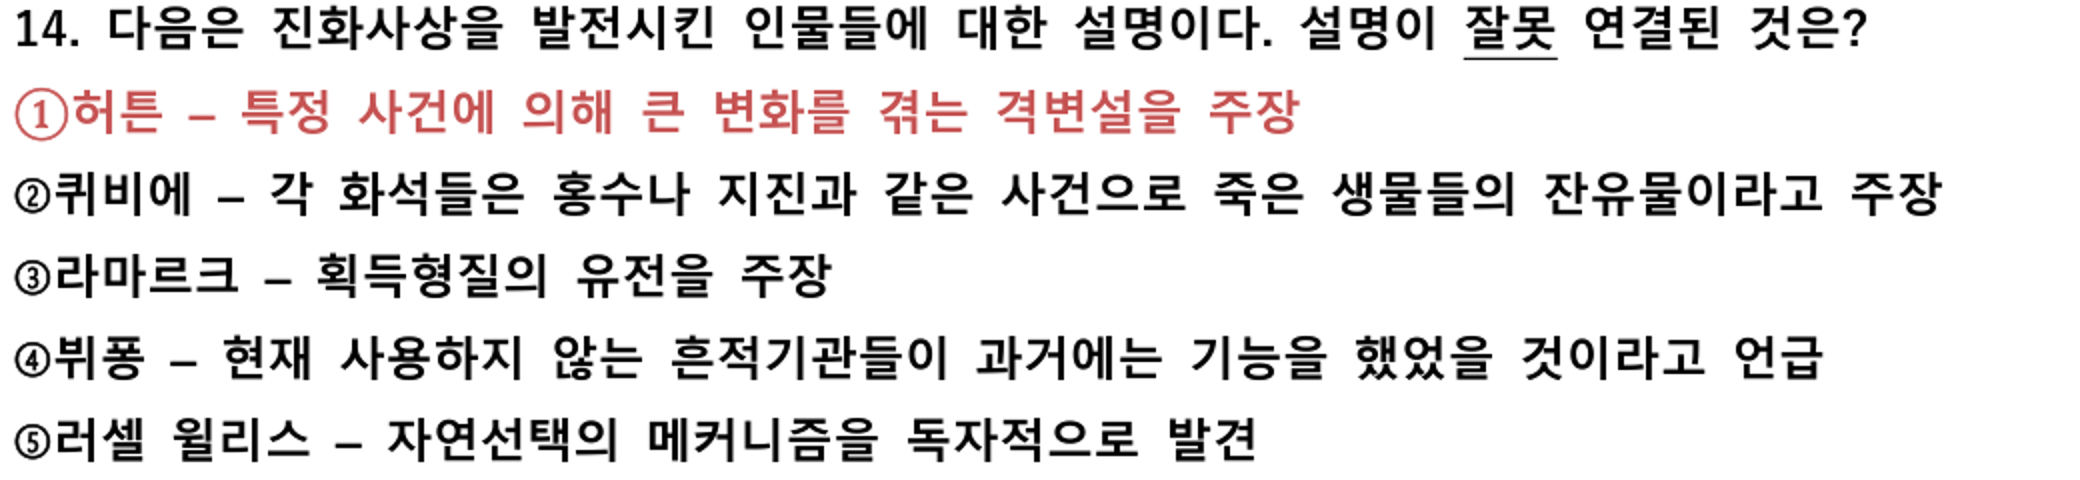 14. 다음은 진화사상을 발전시킨 인물들에 대한 설명이다. 설명이 잘못 연결된 것은?
①허튼 – 특정 사건에 의해 큰 변화를 겪는 격변설을 주장
②퀴비에 – 각 화석들은 홍수나 지진과 같은 사건으로 죽은 생물들의 잔유물이라고 주장
③라마르크 – 획득형질의 유전을 주장
④뷔퐁 – 현재 사용하지 않는 흔적기관들이 과거에는 기능을 했었을 것이라고 언급
⑤러셀 윌리스 – 자연선택의 메커니즘을 독자적으로 발견